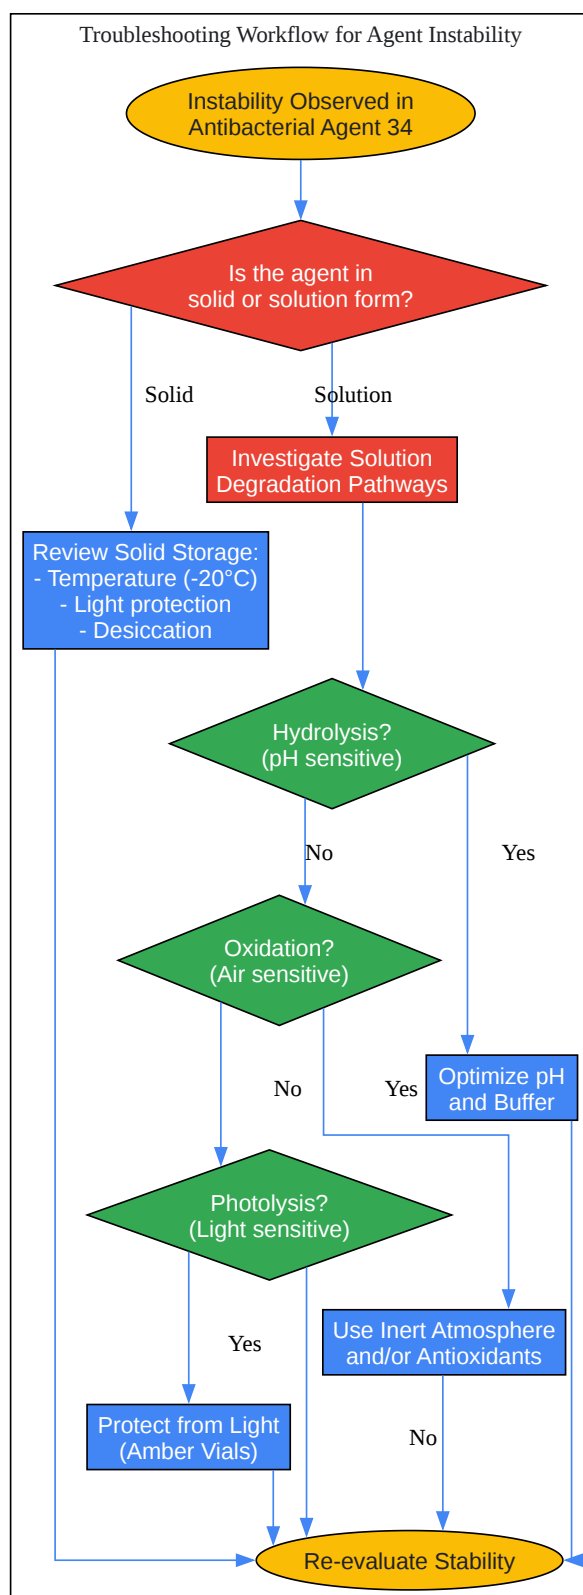 Troubleshooting Workflow for Agent Instability
Instability Observed in
Antibacterial Agent 34
Is the agent in
solid or solution form?
Solid
Solution
Investigate Solution
Degradation Pathways
Review Solid Storage:
- Temperature (-20°C)
- Light protection
- Desiccation
Hydrolysis?
(pH sensitive)
No
Yes
Oxidation?
(Air sensitive)
No
Yes
Optimize pH
and Buffer
Photolysis?
(Light sensitive)
Yes
Use Inert Atmosphere
and/or Antioxidants
No
Protect from Light
(Amber Vials)
Re-evaluate Stability